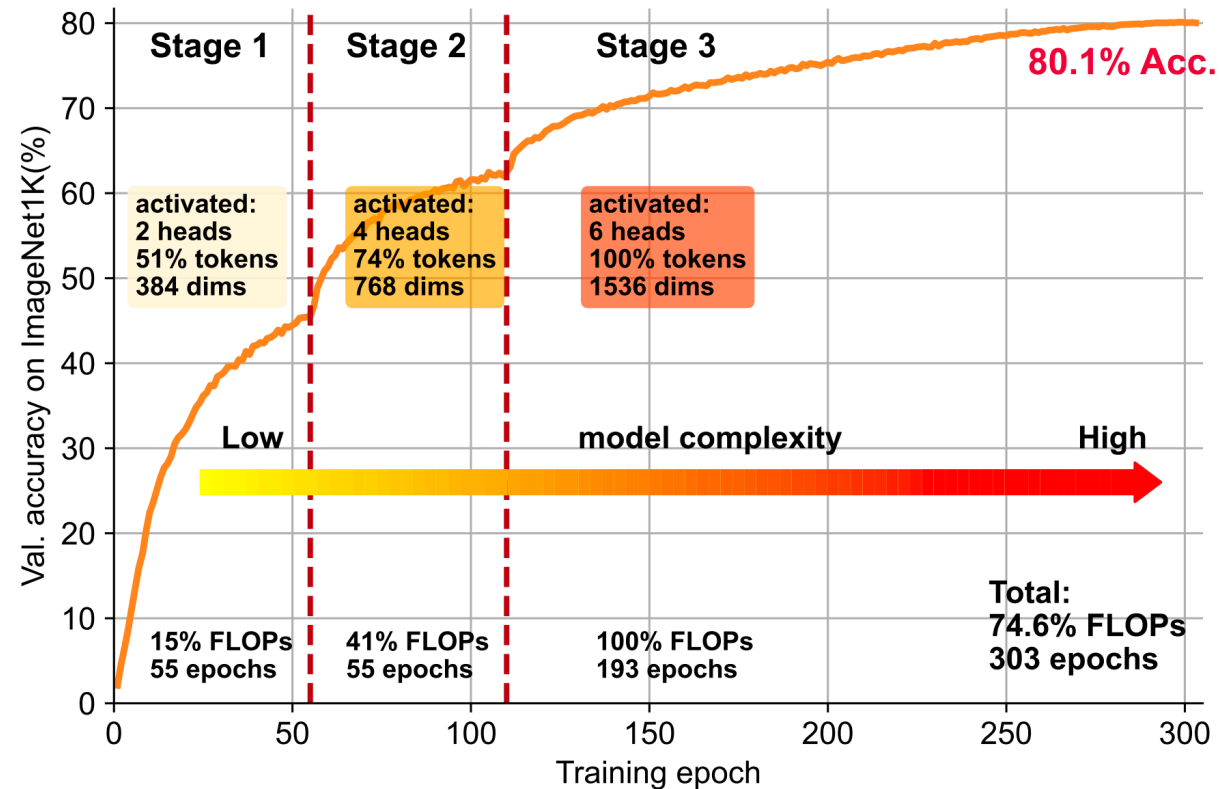 Stage 1
Stage 2
Stage 3
80.1% Acc.
activated:
2 heads
51% tokens
384 dims
activated:
4 heads
74% tokens
768 dims
activated:
6 heads
100% tokens
1536 dims
Low
model complexity
High
15% FLOPs
55 epochs
41% FLOPs
55 epochs
100% FLOPs
193 epochs
Total:
74.6% FLOPs
303 epochs
Val. accuracy on ImageNet1K(%)
80
70
60
50
40
30
20
10
0
0
50
100
150
200
250
300
Training epoch